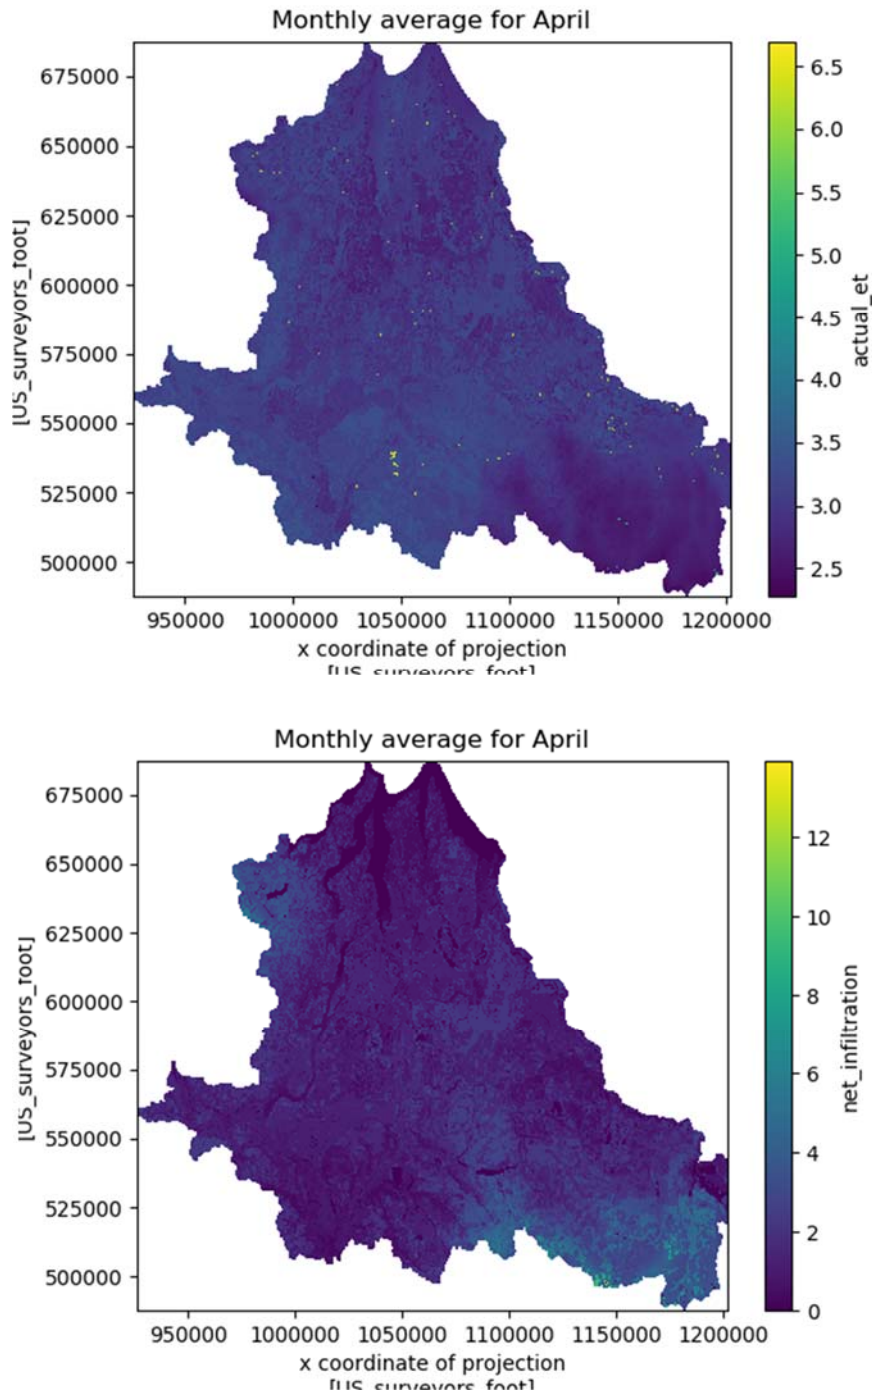 Monthly average for April
675000
650000
625000
600000
575000
550000
525000
500000
[US_surveyors_foot]
950000 1000000 1050000 1100000 1150000 1200000
x coordinate of projection
[US_surveyors_foot]
6.5
6.0
5.5
5.0
4.5
4.0
3.5
3.0
2.5
actual_et
Monthly average for April
675000
650000
625000
600000
575000
550000
525000
500000
[US_surveyors_foot]
950000 1000000 1050000 1100000 1150000 1200000
x coordinate of projection
[US_surveyors_foot]
12
10
8
6
4
2
0
net_infiltration